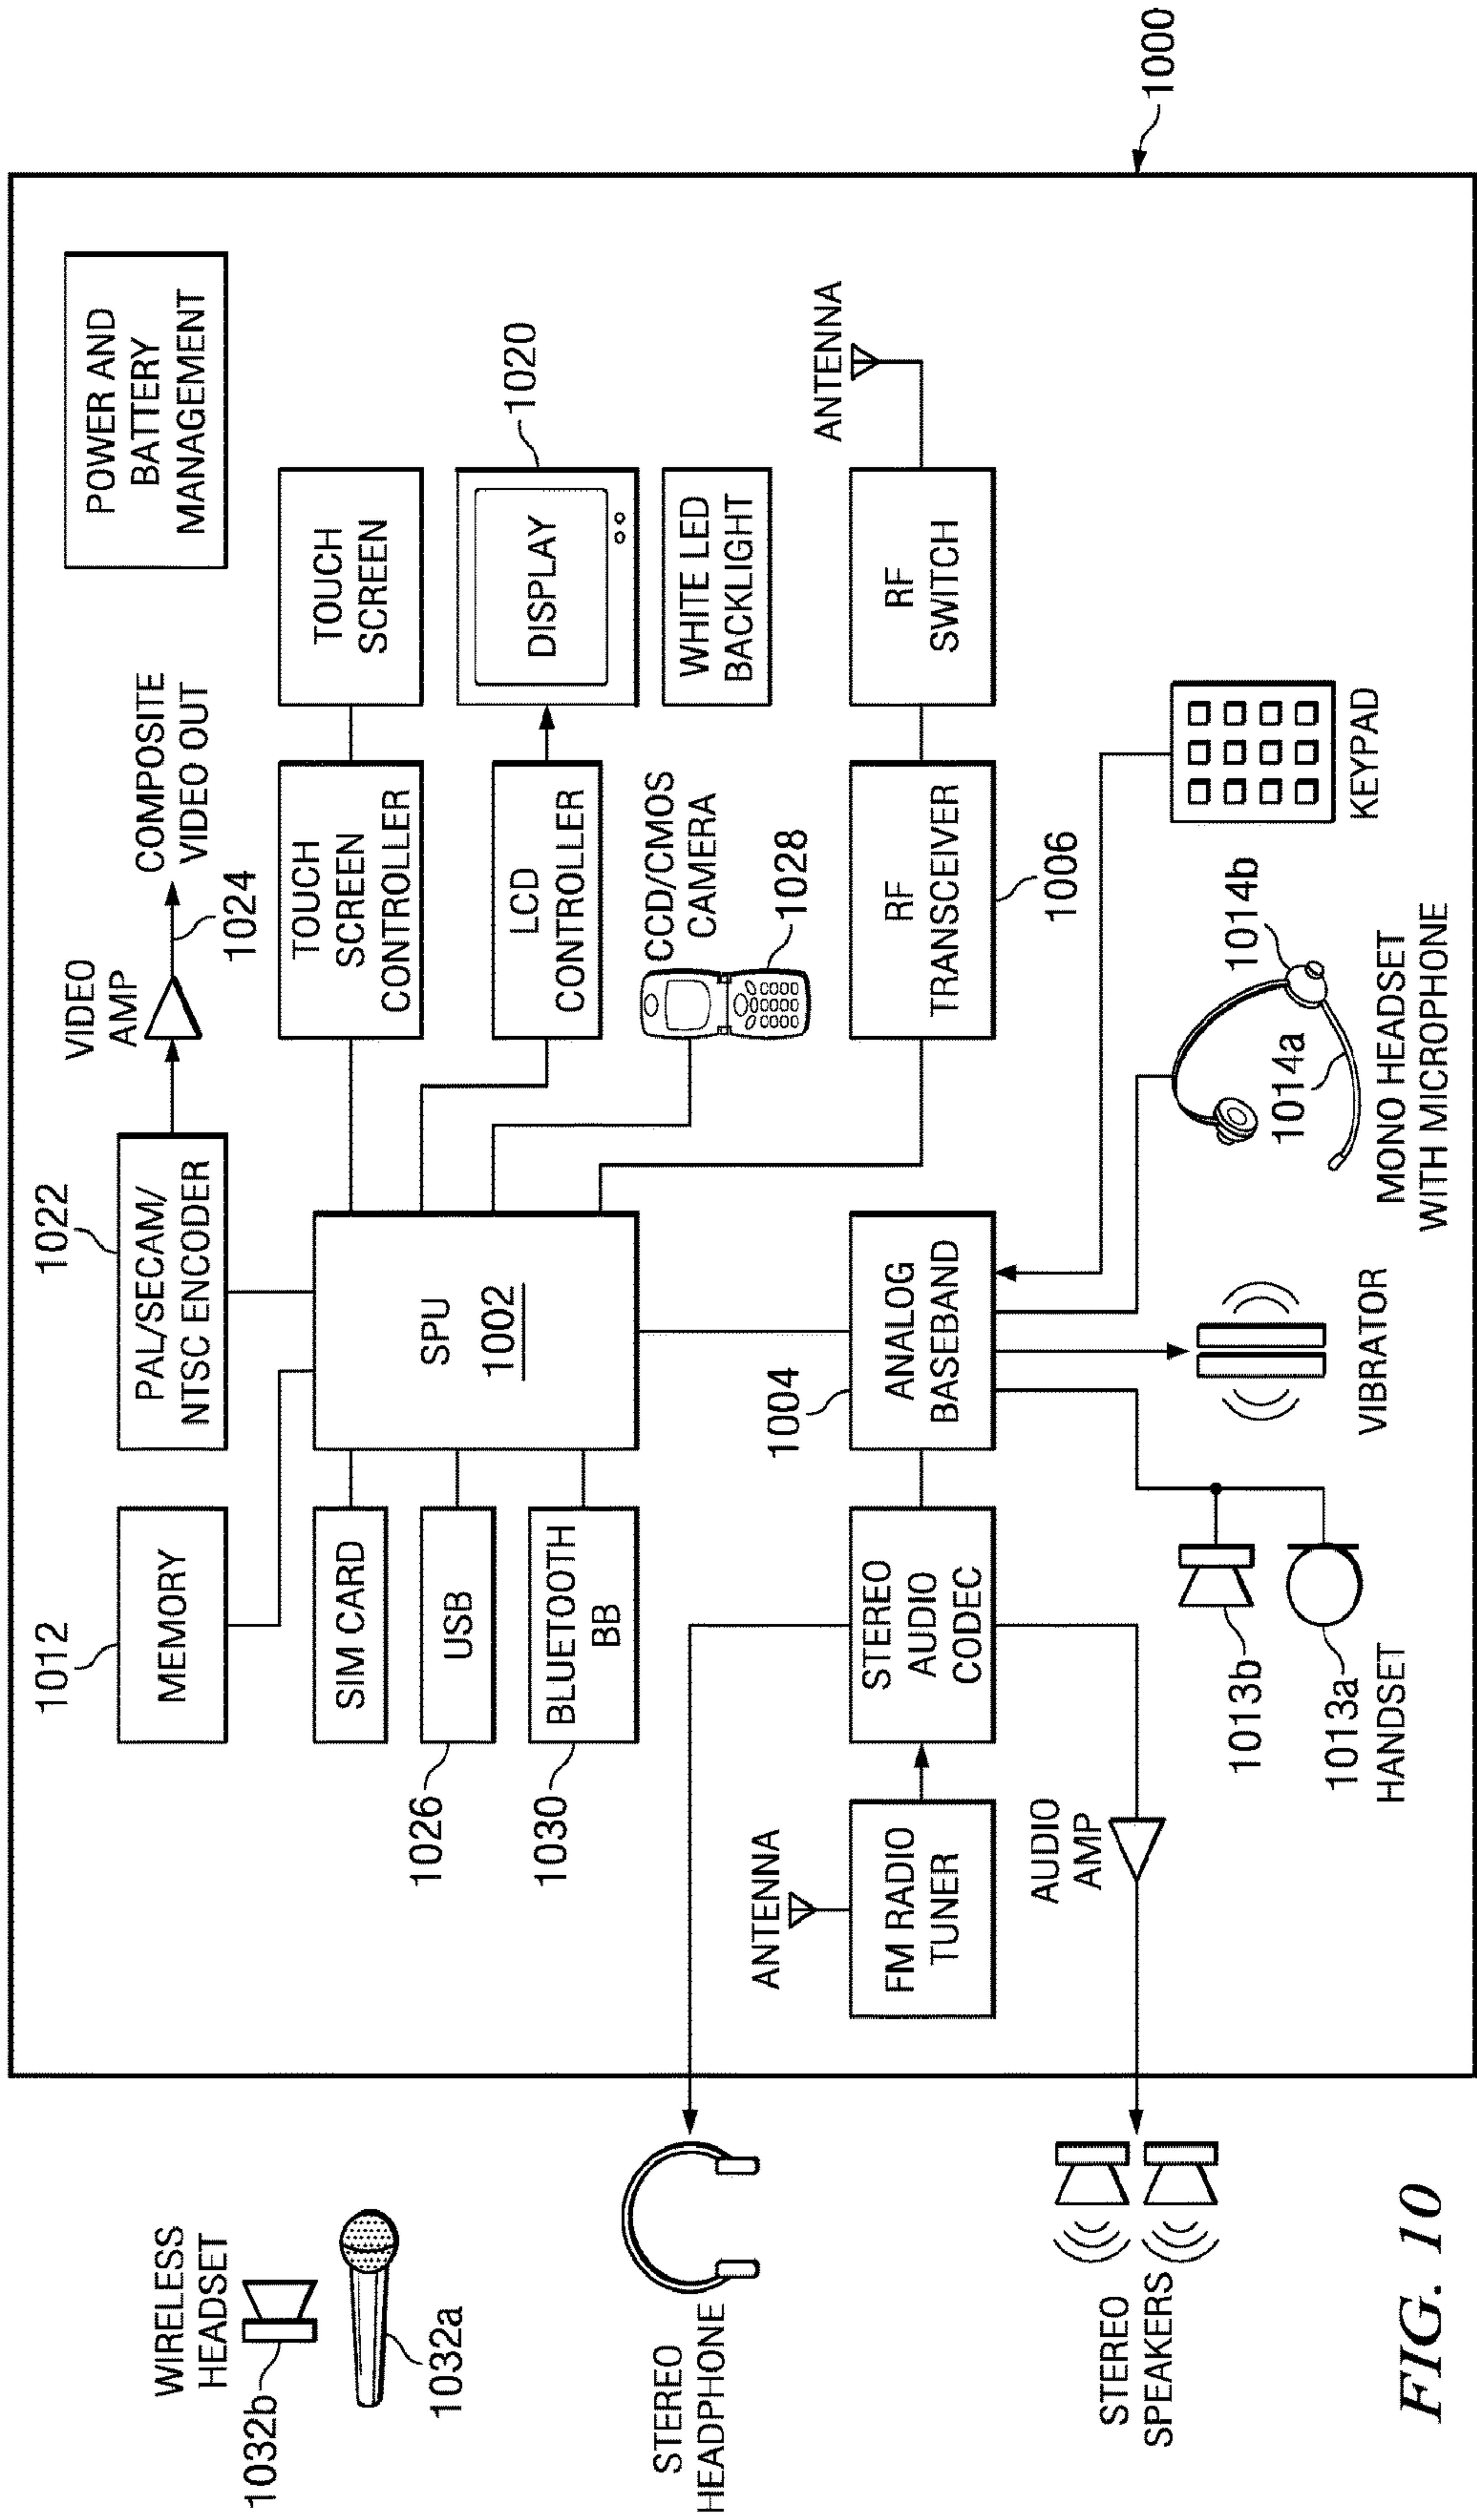 1000
POWER AND
BATTERY
MANAGEMENT
COMPOSITE
VIDEO OUT
VIDEO
AMP
1024
1022
PAL/SECAM/
NTSC ENCODER
1012
MEMORY
TOUCH
SCREEN
TOUCH
SCREEN
CONTROLLER
1020
DISPLAY
LCD
CONTROLLER
WHITE LED
BACKLIGHT
CCD/CMOS
CAMERA
1028
SPU
1002
SIM CARD
USB
1026
BLUETOOTH
BB
1030
WIRELESS
HEADSET
1032b
1032a
ANTENNA
RF
SWITCH
RF
TRANSCEIVER
1006
1004
ANALOG
BASEBAND
STEREO
AUDIO
CODEC
ANTENNA
FM RADIO
TUNER
AUDIO
AMP
STEREO
HEADPHONE
STEREO
SPEAKERS
KEYPAD
1014b
1014a
MONO HEADSET
WITH MICROPHONE
VIBRATOR
1013b
1013a
HANDSET
FIG. 10